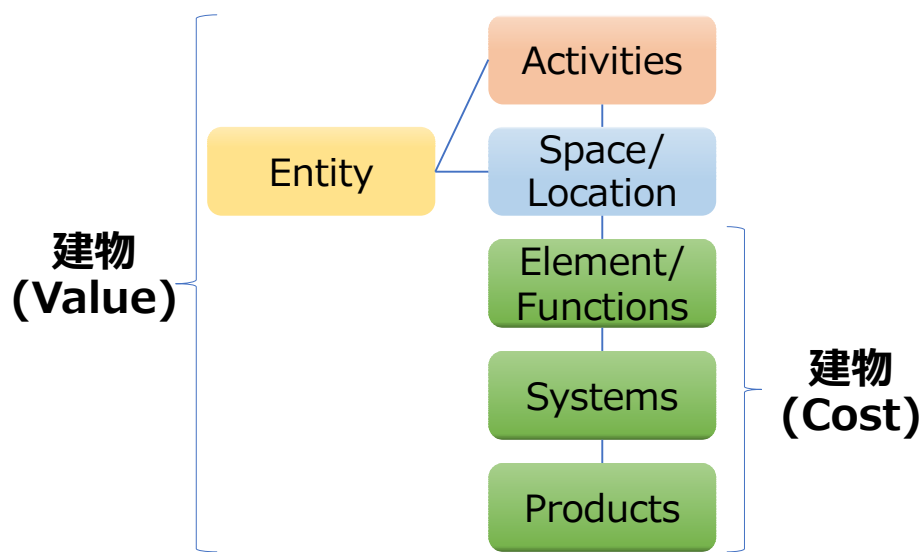 Activities
Entity
Space/
Location
建物
(Value)
Element/
Functions
Systems
建物
(Cost)
Products